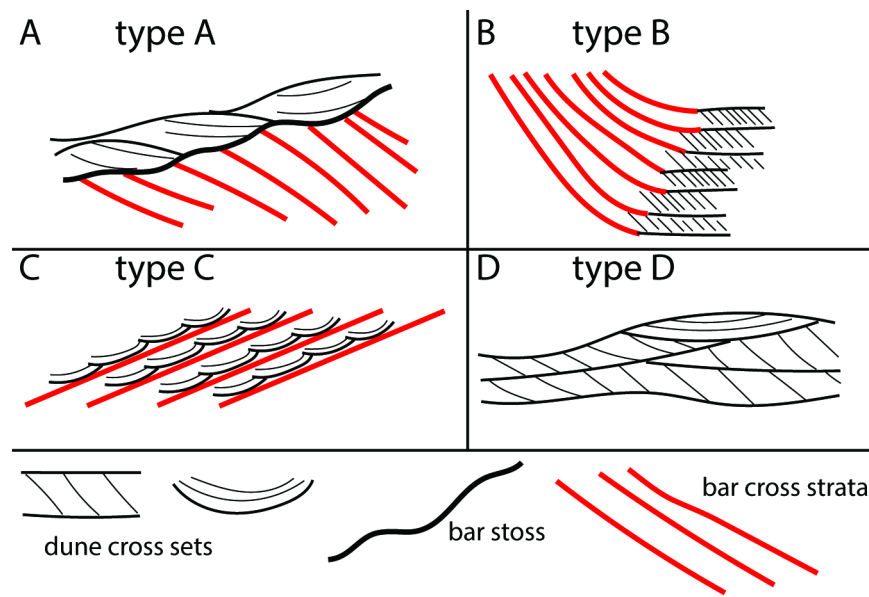 A type A
B type B
C type C
D type D
dune cross sets
bar stoss
bar cross strata